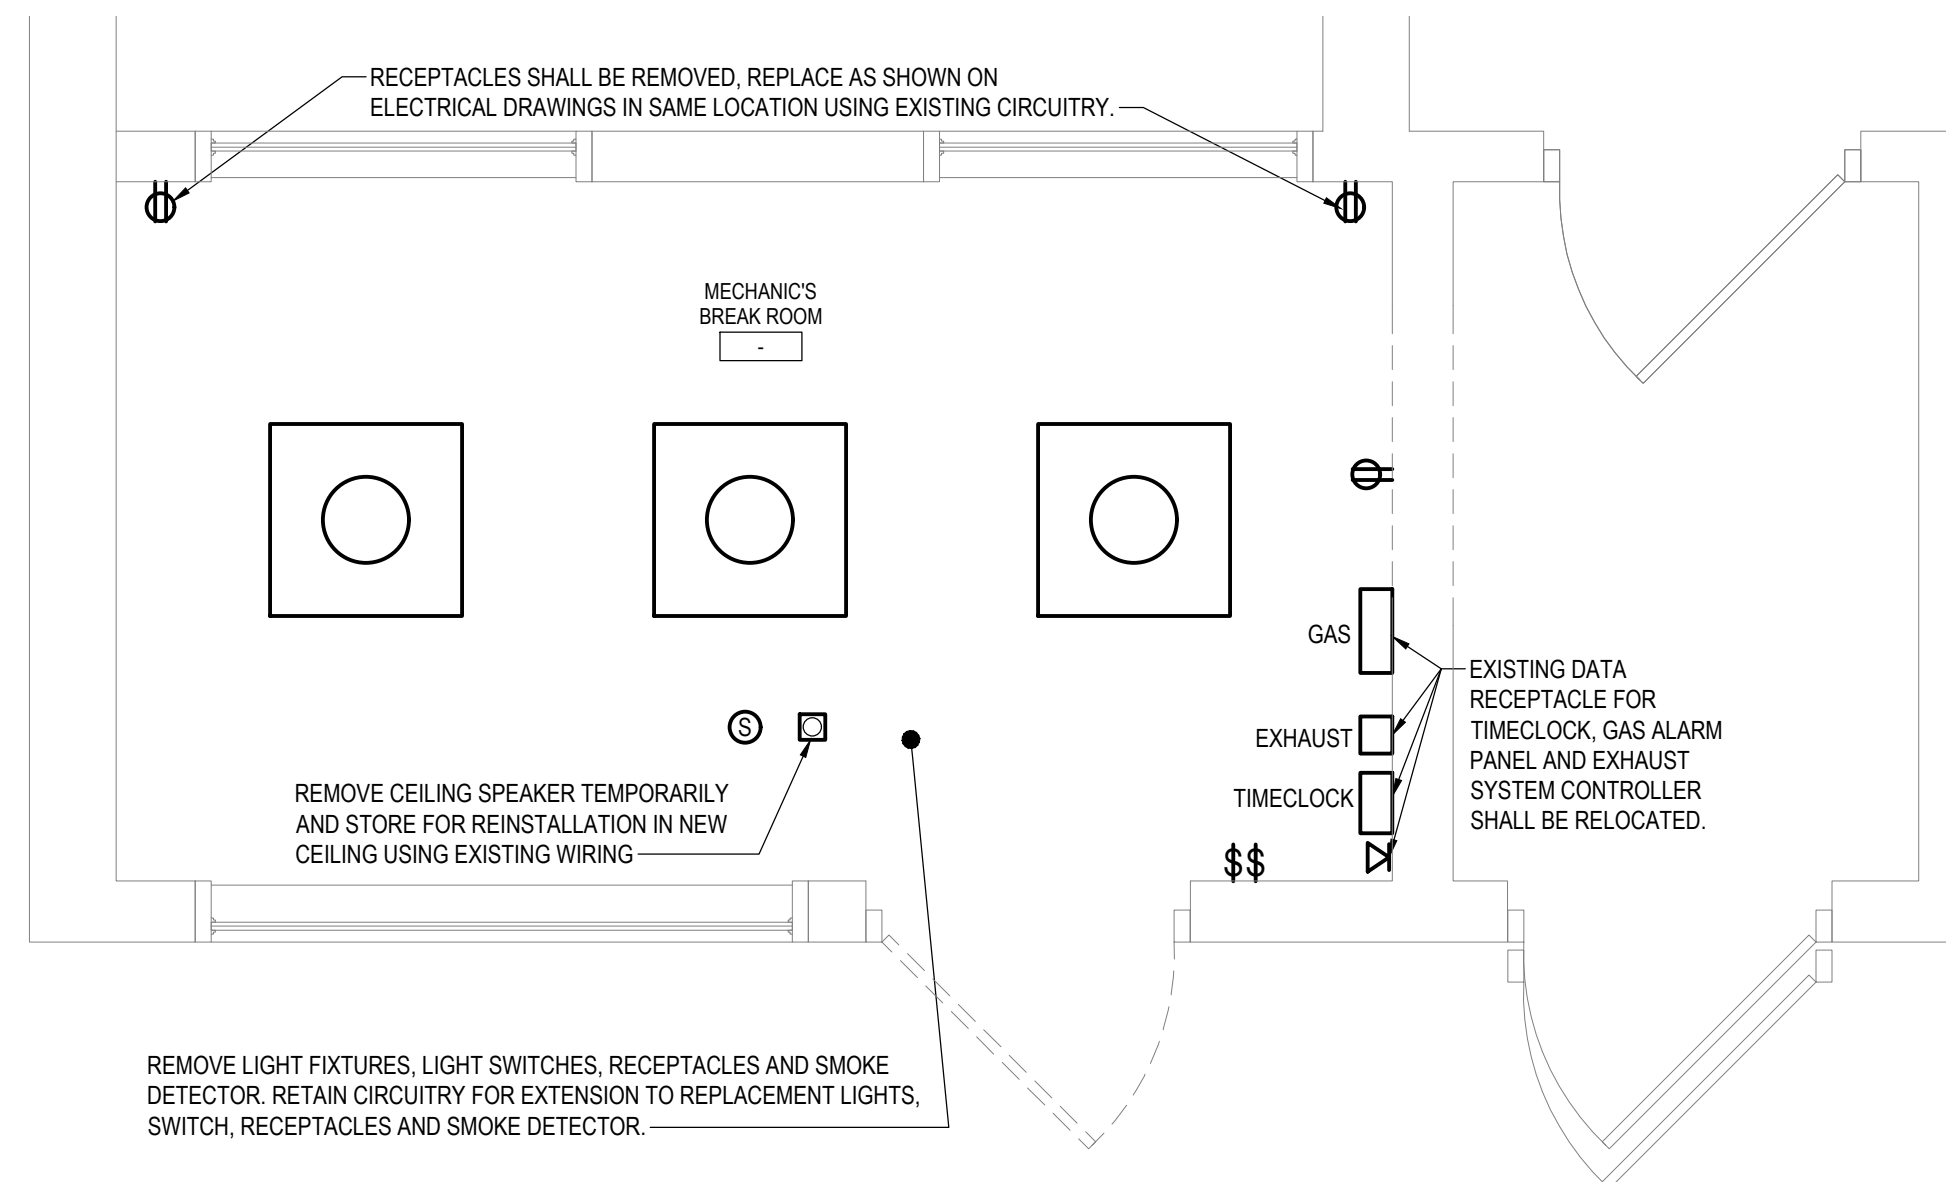 RECEPTACLES SHALL BE REMOVED, REPLACE AS SHOWN ON
ELECTRICAL DRAWINGS IN SAME LOCATION USING EXISTING CIRCUITRY.
MECHANIC'S
BREAK ROOM
-
GAS
EXHAUST
TIMECLOCK
EXISTING DATA
RECEPTACLE FOR
TIMECLOCK, GAS ALARM
PANEL AND EXHAUST
SYSTEM CONTROLLER
SHALL BE RELOCATED.
S
REMOVE CEILING SPEAKER TEMPORARILY
AND STORE FOR REINSTALLATION IN NEW
CEILING USING EXISTING WIRING
$$
REMOVE LIGHT FIXTURES, LIGHT SWITCHES, RECEPTACLES AND SMOKE
DETECTOR. RETAIN CIRCUITRY FOR EXTENSION TO REPLACEMENT LIGHTS,
SWITCH, RECEPTACLES AND SMOKE DETECTOR.